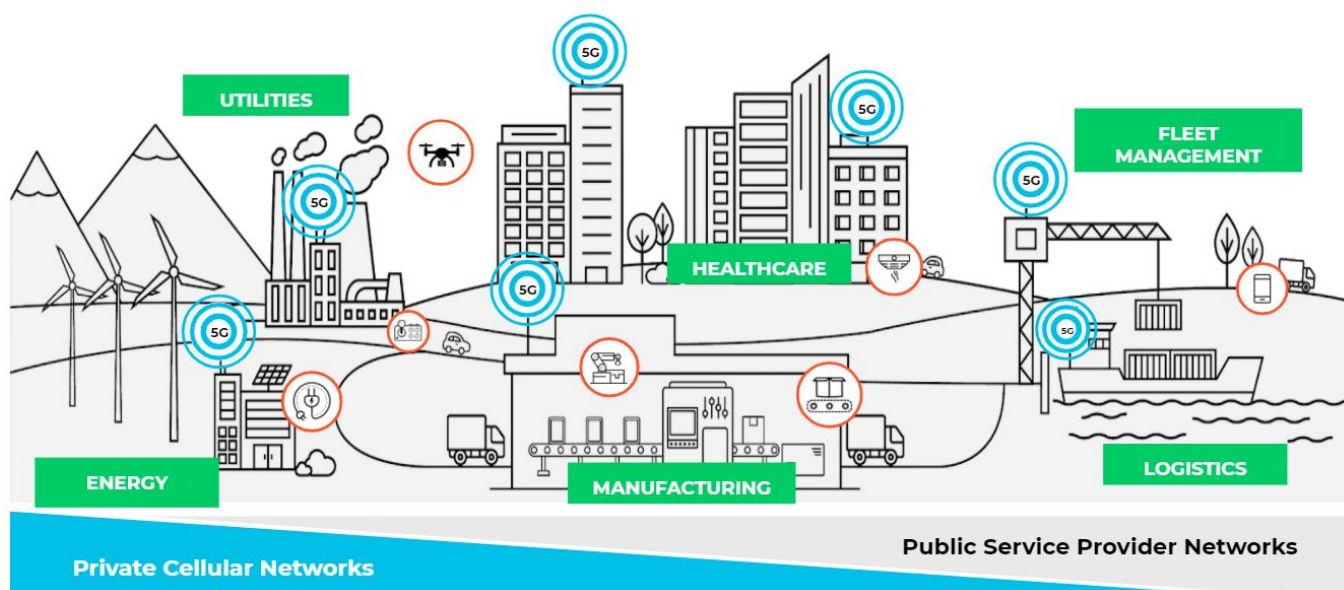 5G
5G
UTILITIES
FLEET
MANAGEMENT
5G
5G
HEALTHCARE
5G
5G
5G
ENERGY
MANUFACTURING
LOGISTICS
Public Service Provider Networks
Private Cellular Networks